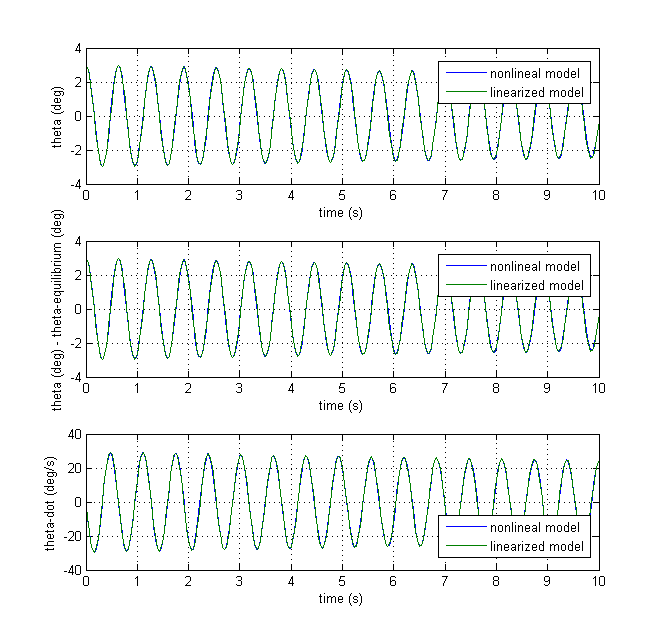 4
2
0
-2
-4
theta (deg)
nonlineal model
linearized model
0 1 2 3 4 5 6 7 8 9 10
time (s)
4
2
0
-2
-4
theta (deg) - theta-equilibrium (deg)
nonlineal model
linearized model
0 1 2 3 4 5 6 7 8 9 10
time (s)
40
20
0
-20
-40
theta-dot (deg/s)
nonlineal model
linearized model
0 1 2 3 4 5 6 7 8 9 10
time (s)